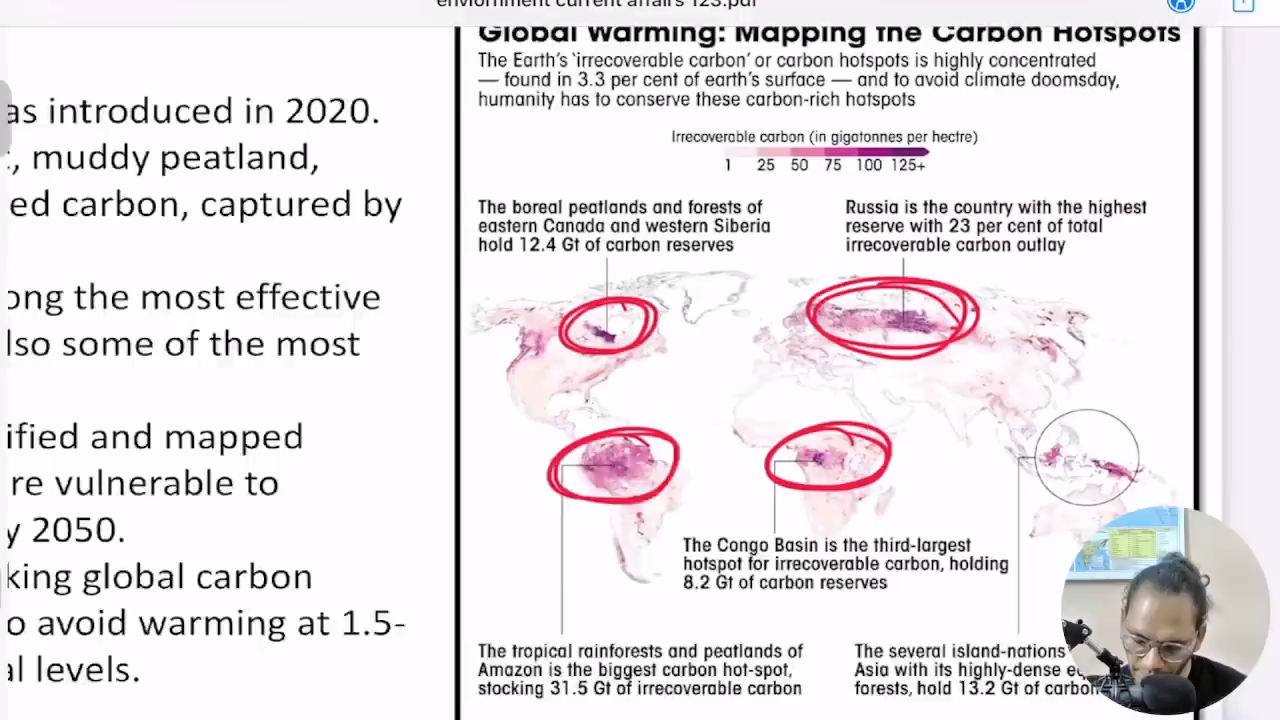 enviornment current affairs 123.pdf
as introduced in 2020.
, muddy peatland,
ed carbon, captured by
ong the most effective
lso some of the most
ified and mapped
re vulnerable to
y 2050.
king global carbon
o avoid warming at 1.5-
al levels.
Global Warming: Mapping the Carbon Hotspots
The Earth's 'irrecoverable carbon' or carbon hotspots is highly concentrated
— found in 3.3 per cent of earth's surface — and to avoid climate doomsday,
humanity has to conserve these carbon-rich hotspots
Irrecoverable carbon (in gigatonnes per hectre)
1 25 50 75 100 125+
The boreal peatlands and forests of
eastern Canada and western Siberia
hold 12.4 Gt of carbon reserves
Russia is the country with the highest
reserve with 23 per cent of total
irrecoverable carbon outlay
The Congo Basin is the third-largest
hotspot for irrecoverable carbon, holding
8.2 Gt of carbon reserves
The tropical rainforests and peatlands of
Amazon is the biggest carbon hot-spot,
stocking 31.5 Gt of irrecoverable carbon
The several island-nations
Asia with its highly-dense
forests, hold 13.2 Gt of carbon